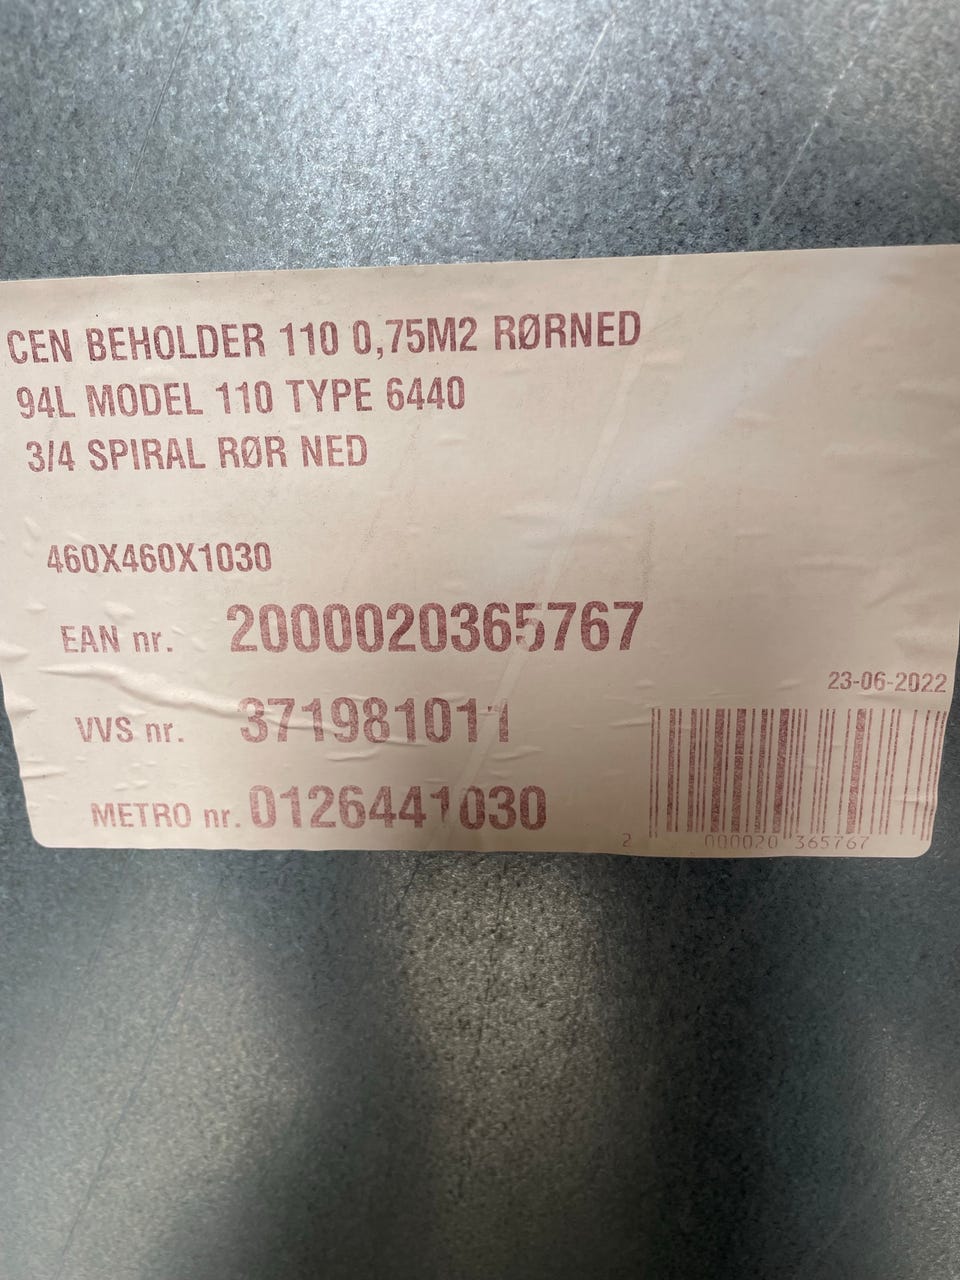 CEN BEHOLDER 110 0,75M2 RØRNED
94L MODEL 110 TYPE 6440
3/4 SPIRAL RØR NED
460X460X1030
EAN nr. 2000020365767
23-06-2022
VVS nr. 371981011
METRO nr. 0126441030
2 000020 365767